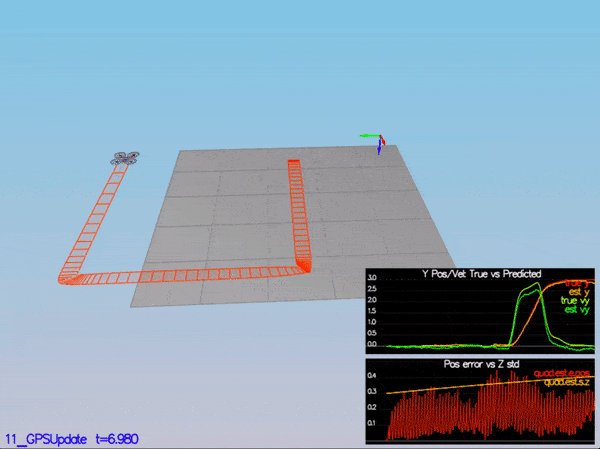 Y Pos/Vel: True vs Predicted
3.0
true y
2.5
est y
2.0
true vy
1.5
est vy
1.0
0.5
0.0
Pos error vs Z std
0.4
quad.est.e.pos
quad.est.s.z
0.3
0.2
0.1
11_GPSUpdate t=6.980